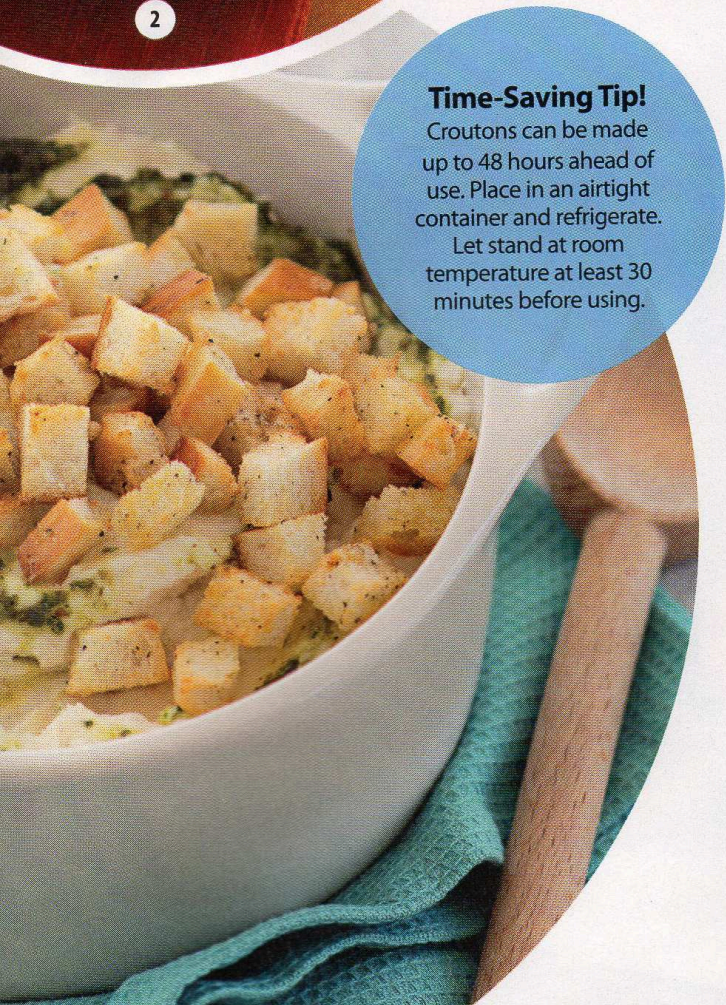 2
Time-Saving Tip!
Croutons can be made
up to 48 hours ahead of
use. Place in an airtight
container and refrigerate.
Let stand at room
temperature at least 30
minutes before using.